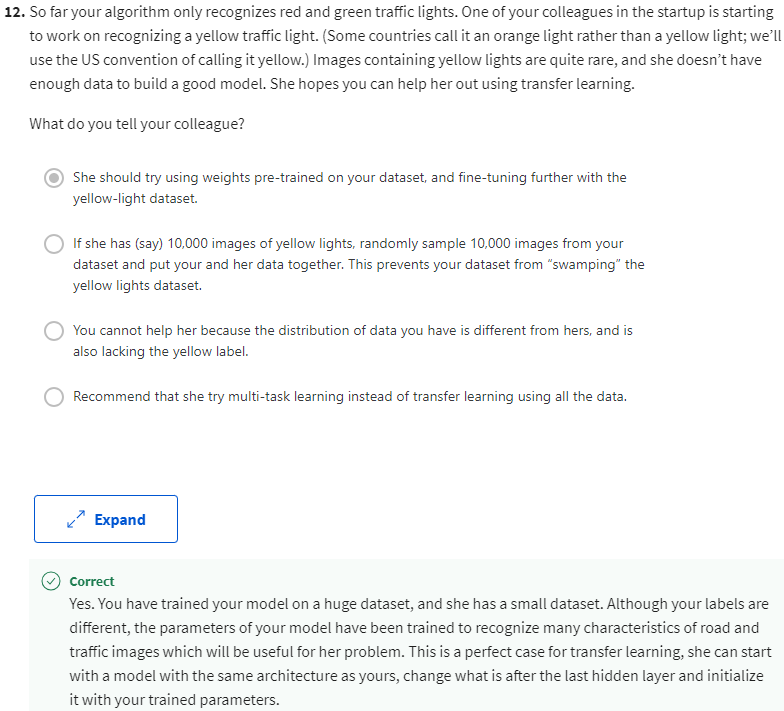 12. So far your algorithm only recognizes red and green traffic lights. One of your colleagues in the startup is starting
to work on recognizing a yellow traffic light. (Some countries call it an orange light rather than a yellow light; we'll
use the US convention of calling it yellow.) Images containing yellow lights are quite rare, and she doesn't have
enough data to build a good model. She hopes you can help her out using transfer learning.
What do you tell your colleague?
She should try using weights pre-trained on your dataset, and fine-tuning further with the
yellow-light dataset.
If she has (say) 10,000 images of yellow lights, randomly sample 10,000 images from your
dataset and put your and her data together. This prevents your dataset from “swamping” the
yellow lights dataset.
You cannot help her because the distribution of data you have is different from hers, and is
also lacking the yellow label.
Recommend that she try multi-task learning instead of transfer learning using all the data.
Expand
Correct
Yes. You have trained your model on a huge dataset, and she has a small dataset. Although your labels are
different, the parameters of your model have been trained to recognize many characteristics of road and
traffic images which will be useful for her problem. This is a perfect case for transfer learning, she can start
with a model with the same architecture as yours, change what is after the last hidden layer and initialize
it with your trained parameters.